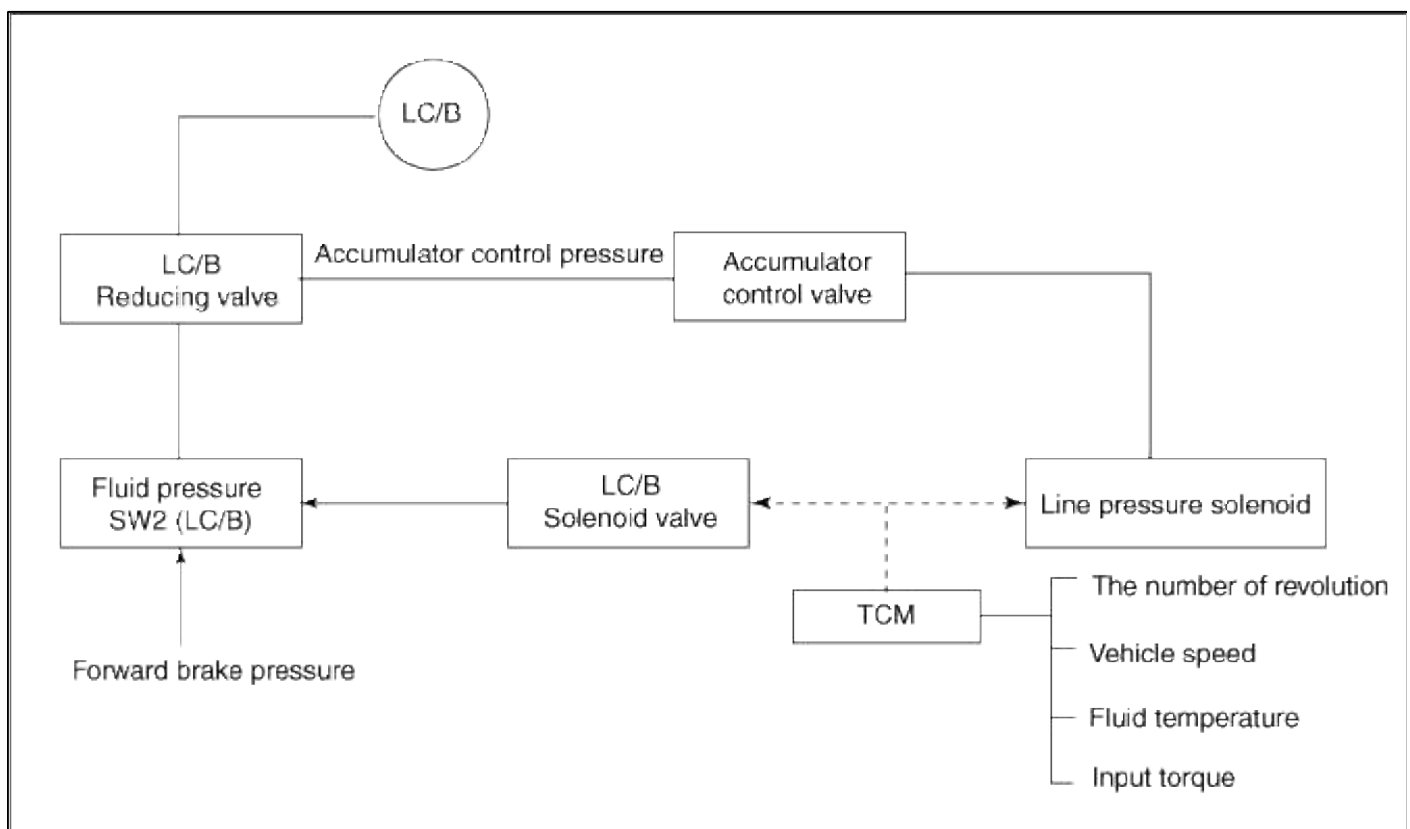 LC/B
LC/B
Reducing valve
Accumulator control pressure
Accumulator
control valve
Fluid pressure
SW2 (LC/B)
LC/B
Solenoid valve
Line pressure solenoid
TCM
The number of revolution
Vehicle speed
Fluid temperature
Input torque
Forward brake pressure